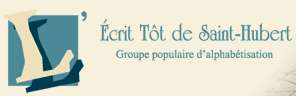 L'
Écrit Tôt de Saint-Hubert
Groupe populaire d'alphabétisation